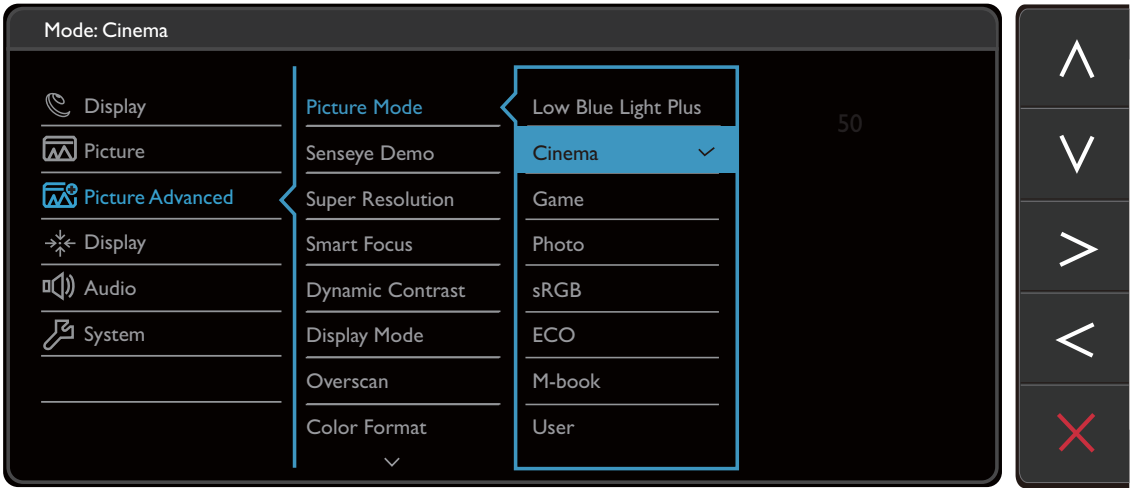 Mode: Cinema
Display
Picture
Picture Advanced
Display
Audio
System
Picture Mode
Senseye Demo
Super Resolution
Smart Focus
Dynamic Contrast
Display Mode
Overscan
Color Format
Low Blue Light Plus
Cinema
Game
Photo
sRGB
ECO
M-book
User
50